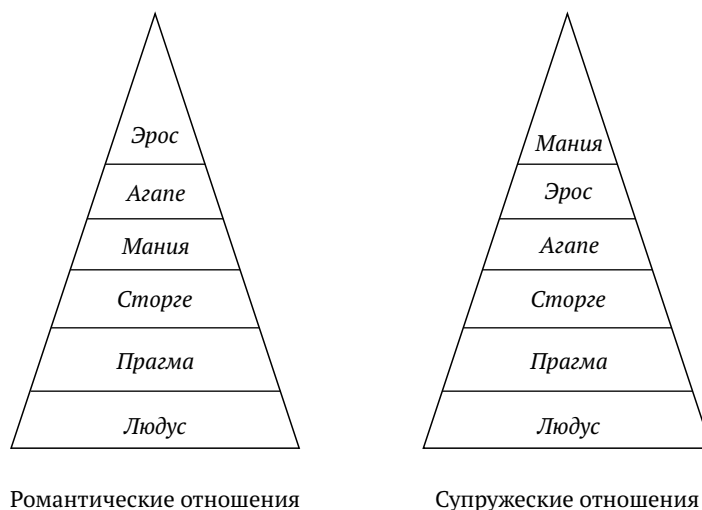 Эрос
Агапе
Мания
Сторге
Прагма
Людус
Романтические отношения
Мания
Эрос
Агапе
Сторге
Прагма
Людус
Супружеские отношения